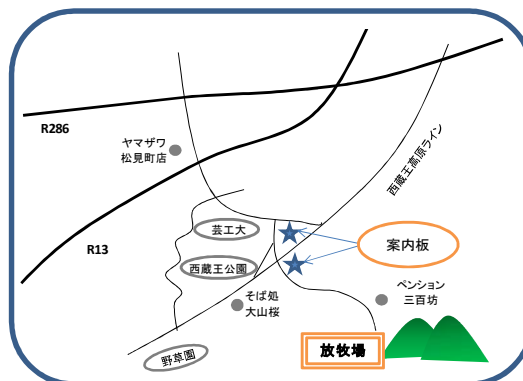 R286
ヤマザワ
松見町店
西蔵王高原ライン
R13
芸工大
案内板
西蔵王公園
そば処
大山桜
ペンション
三百坊
野草園
放牧場